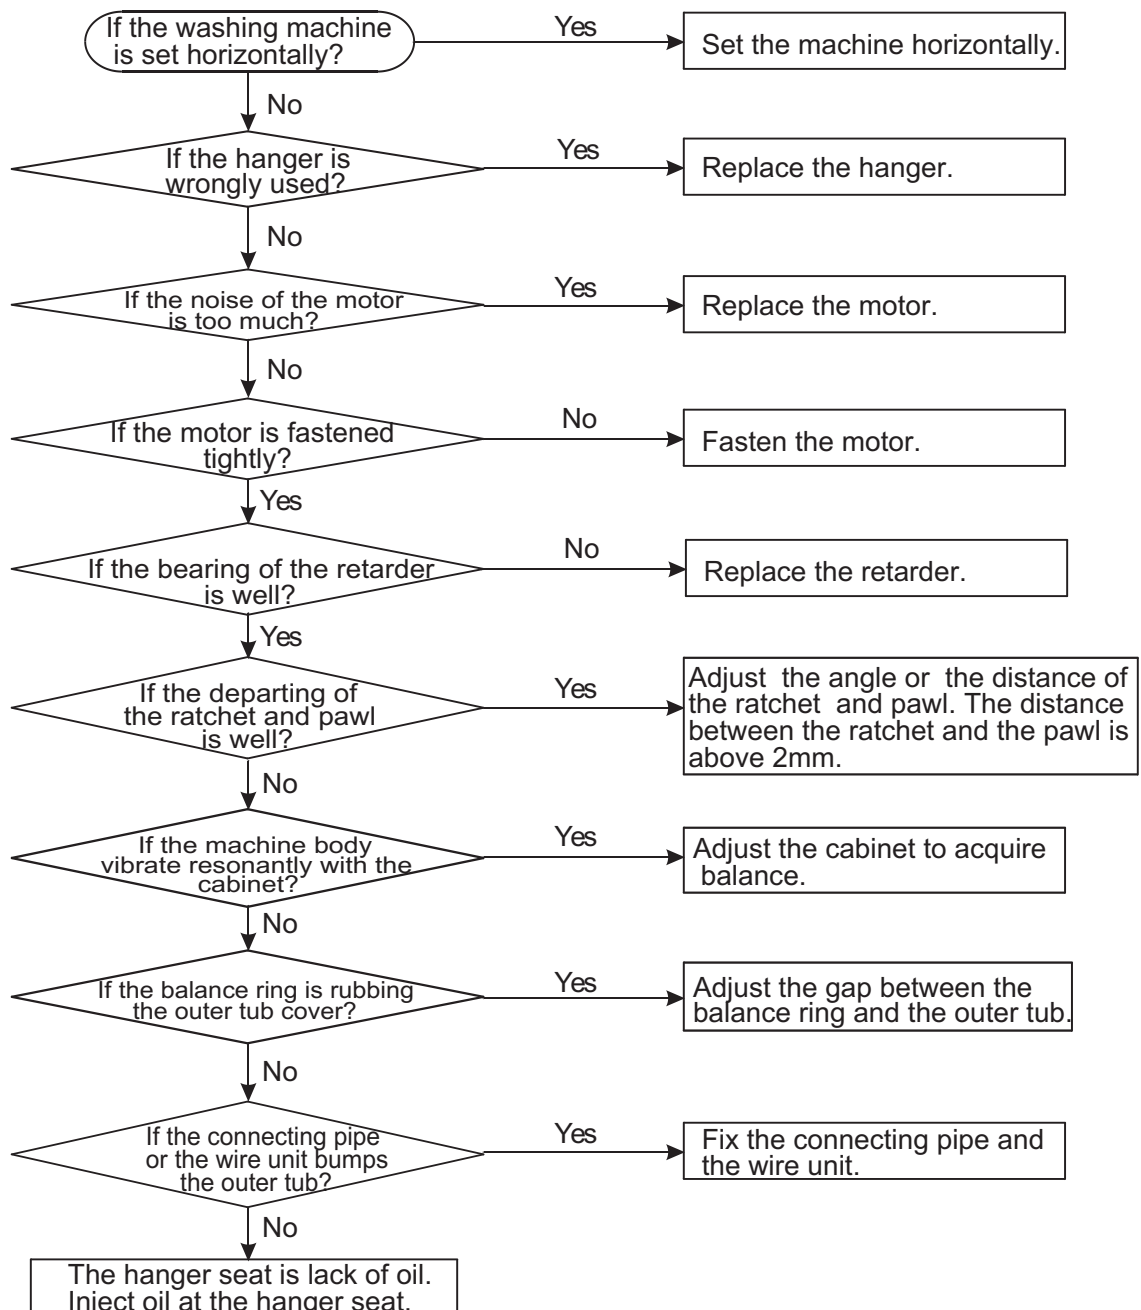 If the washing machine
is set horizontally?
Yes
Set the machine horizontally.
No
If the hanger is
wrongly used?
Yes
Replace the hanger.
No
If the noise of the motor
is too much?
Yes
Replace the motor.
No
If the motor is fastened
tightly?
No
Fasten the motor.
Yes
If the bearing of the retarder
is well?
No
Replace the retarder.
Yes
If the departing of
the ratchet and pawl
is well?
Yes
Adjust the angle or the distance of
the ratchet and pawl. The distance
between the ratchet and the pawl is
above 2mm.
No
If the machine body
vibrate resonantly with the
cabinet?
Yes
Adjust the cabinet to acquire
balance.
No
If the balance ring is rubbing
the outer tub cover?
Yes
Adjust the gap between the
balance ring and the outer tub.
No
If the connecting pipe
or the wire unit bumps
the outer tub?
Yes
Fix the connecting pipe and
the wire unit.
No
The hanger seat is lack of oil.
Inject oil at the hanger seat.